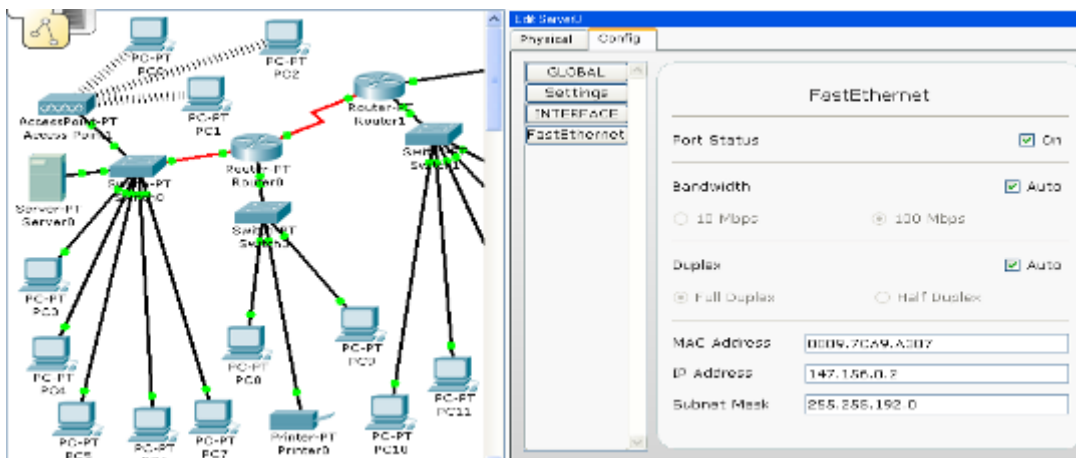 PC-PT
PC-PT
PC2
AccessPoint-PT
PC-PT
PC1
Router-PT
Router1
Server-PT
Server0
Router-PT
Router0
PC-PT
PC3
PC-PT
PC4
PC-PT
PC5
PC-PT
PC-PT
PC7
PC-PT
PC8
PC-PT
PC9
Printer-PT
Printer0
PC-PT
PC10
PC-PT
PC11
Edit Server0
Physical
Config
GLOBAL
Settings
INTERFACE
FastEthernet
FastEthernet
Port Status
On
Bandwidth
Auto
10 Mbps
100 Mbps
Duplex
Auto
Full Duplex
Half Duplex
MAC Address
IP Address
147.156.0.2
Subnet Mask
255.255.192.0